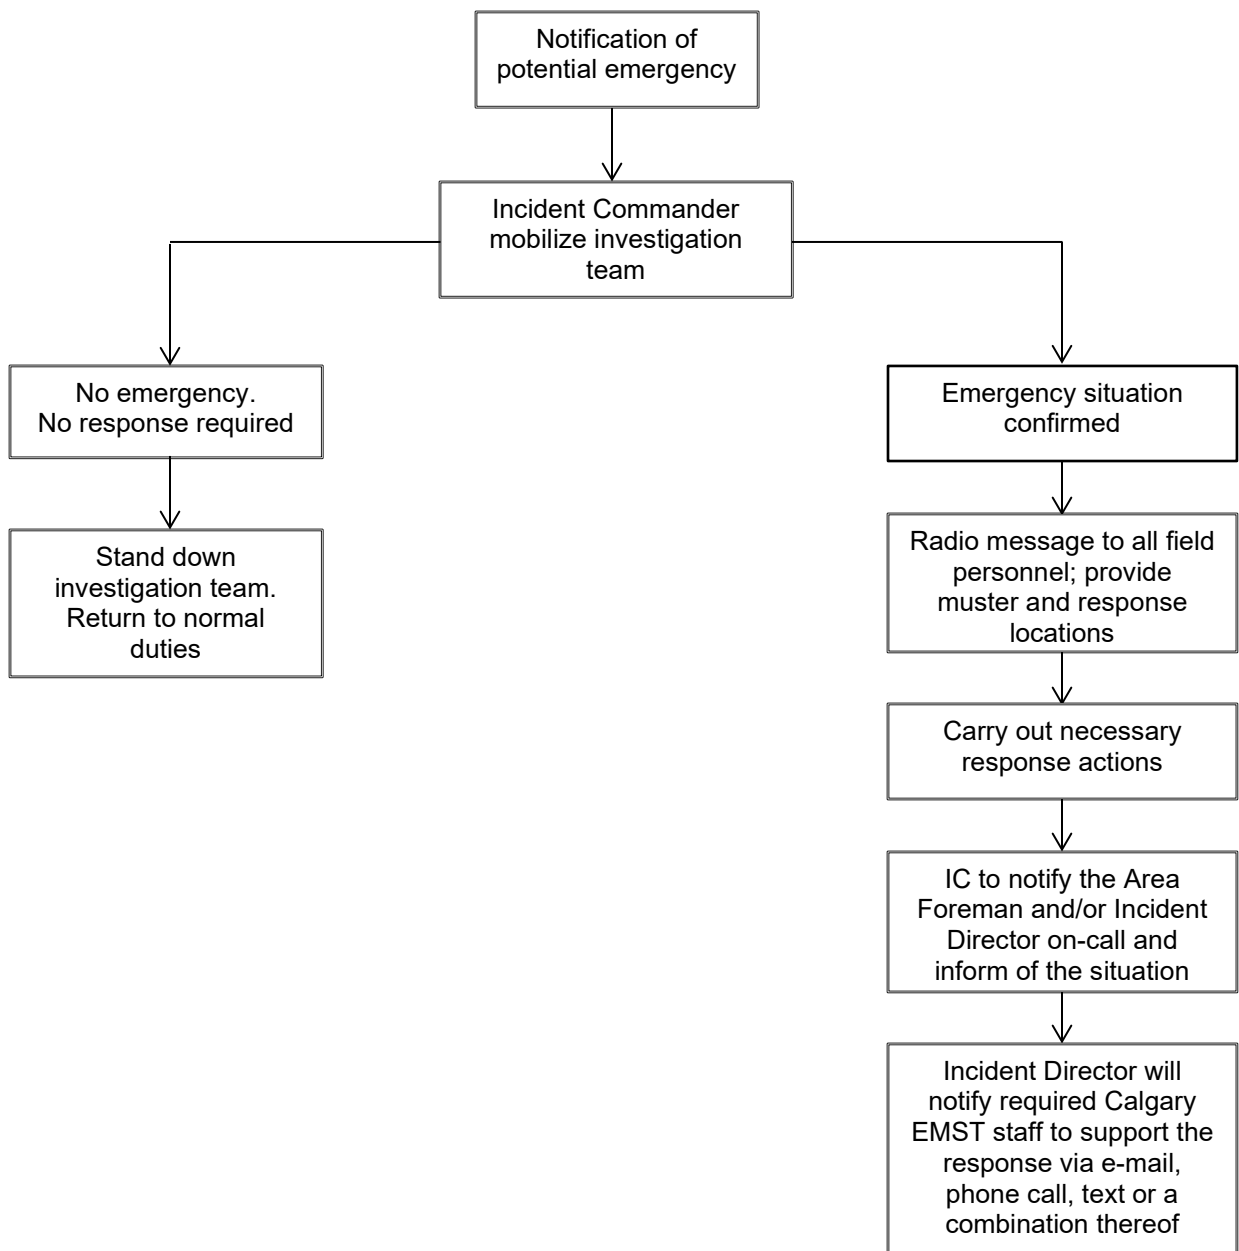 Notification of
potential emergency
Incident Commander
mobilize investigation
team
No emergency.
No response required
Stand down
investigation team.
Return to normal
duties
Emergency situation
confirmed
Radio message to all field
personnel; provide
muster and response
locations
Carry out necessary
response actions
IC to notify the Area
Foreman and/or Incident
Director on-call and
inform of the situation
Incident Director will
notify required Calgary
EMST staff to support the
response via e-mail,
phone call, text or a
combination thereof